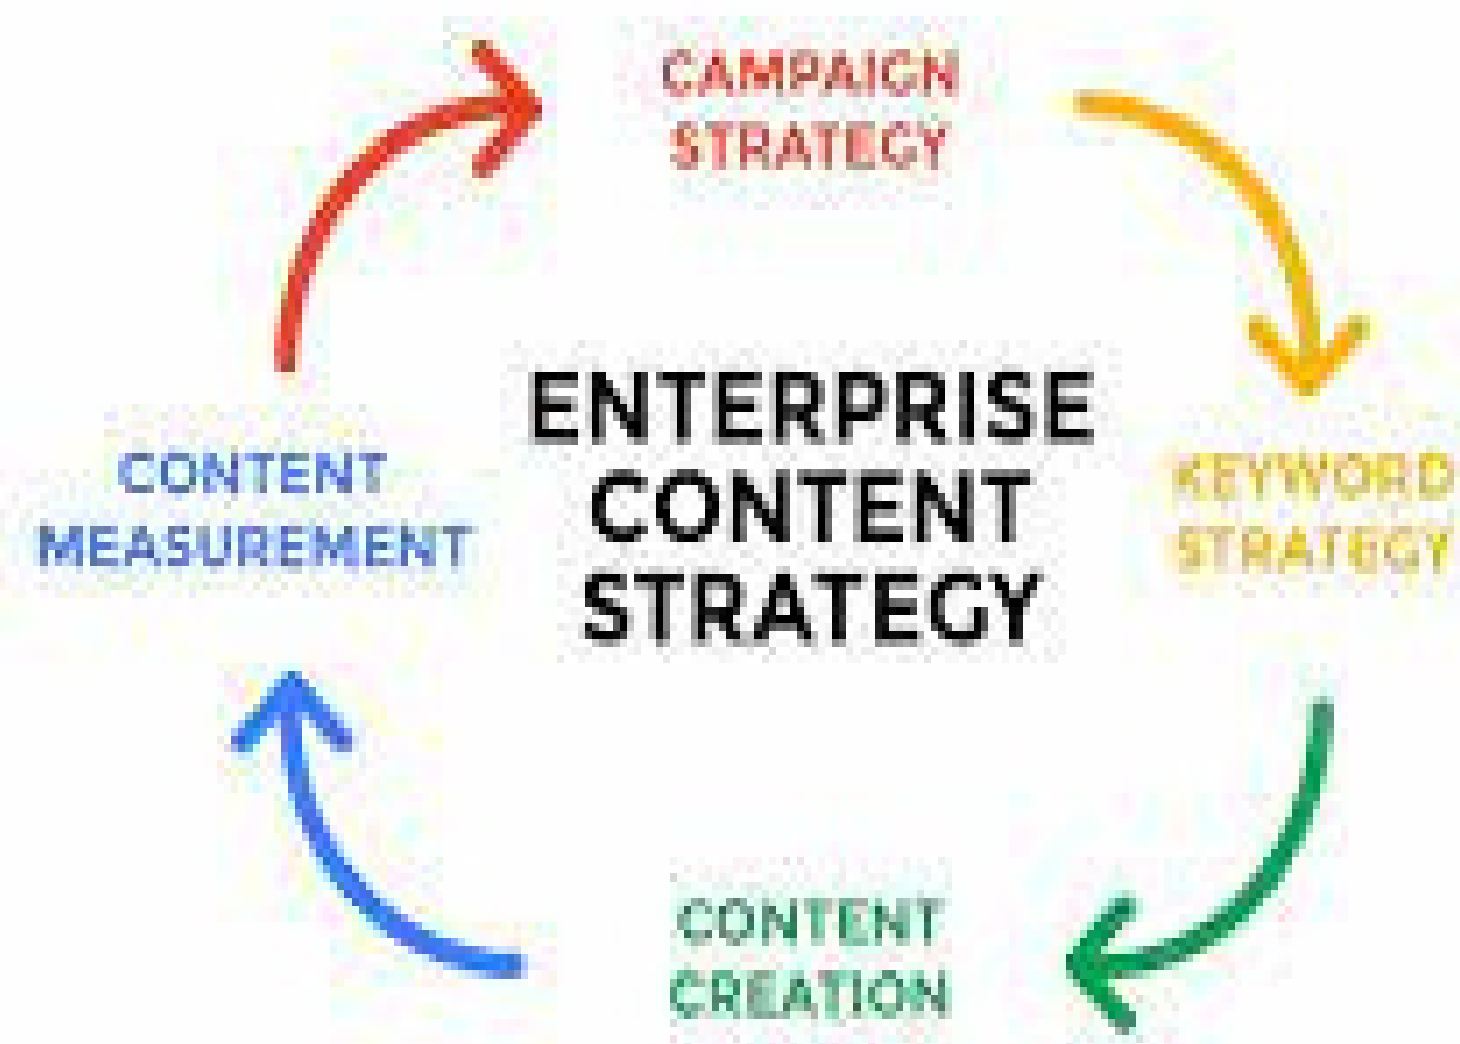 CAMPAIGN
STRATEGY
ENTERPRISE
CONTENT
STRATEGY
KEYWORD
STRATEGY
CONTENT
CREATION
CONTENT
MEASUREMENT